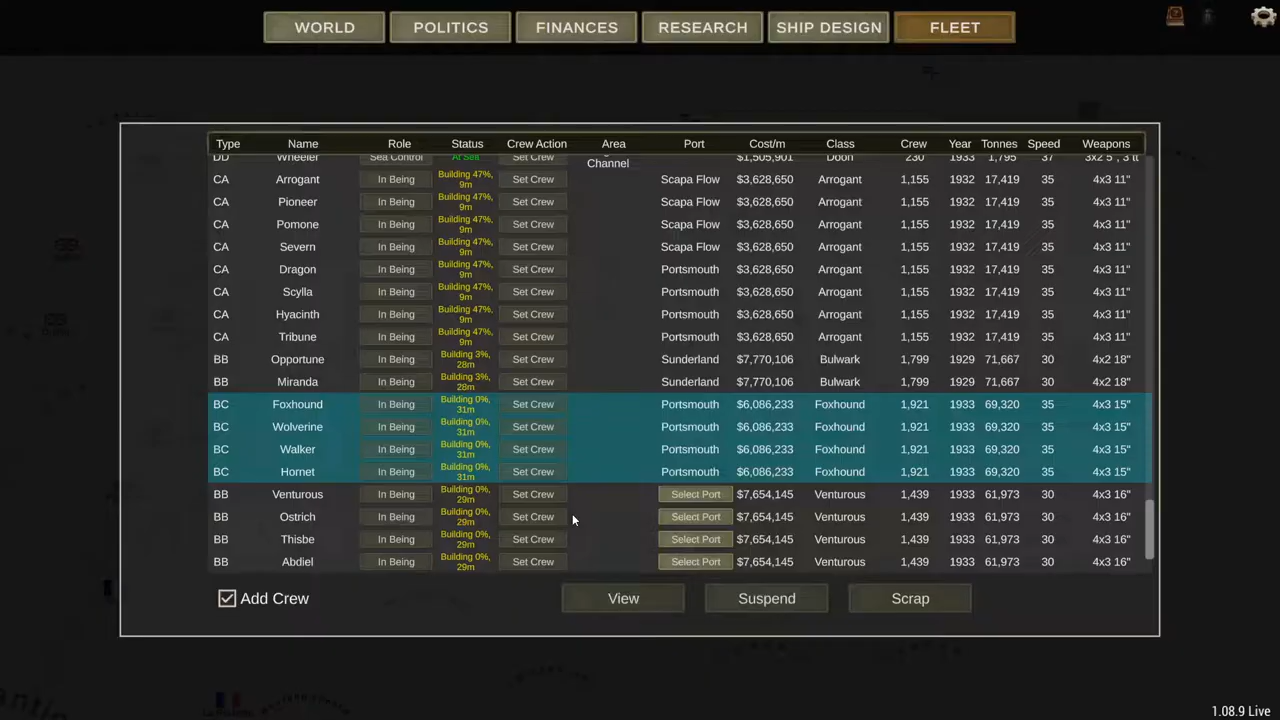 WORLD POLITICS FINANCES RESEARCH SHIP DESIGN FLEET
Type Name Role Status Crew Action Area Port Cost/m Class Crew Year Tonnes Speed Weapons
DD Wheeler Sea Control At Sea Set Crew Channel $1,505,901 Doon 230 1933 1,795 37
CA Arrogant In Being Building 47%, 9m Set Crew Scapa Flow $3,628,650 Arrogant 1,155 1932 17,419 35 4x3 11"
CA Pioneer In Being Building 47%, 9m Set Crew Scapa Flow $3,628,650 Arrogant 1,155 1932 17,419 35 4x3 11"
CA Pomone In Being Building 47%, 9m Set Crew Scapa Flow $3,628,650 Arrogant 1,155 1932 17,419 35 4x3 11"
CA Severn In Being Building 47%, 9m Set Crew Scapa Flow $3,628,650 Arrogant 1,155 1932 17,419 35 4x3 11"
CA Dragon In Being Building 47%, 9m Set Crew Portsmouth $3,628,650 Arrogant 1,155 1932 17,419 35 4x3 11"
CA Scylla In Being Building 47%, 9m Set Crew Portsmouth $3,628,650 Arrogant 1,155 1932 17,419 35 4x3 11"
CA Hyacinth In Being Building 47%, 9m Set Crew Portsmouth $3,628,650 Arrogant 1,155 1932 17,419 35 4x3 11"
CA Tribune In Being Building 47%, 9m Set Crew Portsmouth $3,628,650 Arrogant 1,155 1932 17,419 35 4x3 11"
BB Opportune In Being Building 3%, 28m Set Crew Sunderland $7,770,106 Bulwark 1,799 1929 71,667 30 4x2 18"
BB Miranda In Being Building 3%, 28m Set Crew Sunderland $7,770,106 Bulwark 1,799 1929 71,667 30 4x2 18"
BC Foxhound In Being Building 0%, 31m Set Crew Portsmouth $6,086,233 Foxhound 1,921 1933 69,320 35 4x3 15"
BC Wolverine In Being Building 0%, 31m Set Crew Portsmouth $6,086,233 Foxhound 1,921 1933 69,320 35 4x3 15"
BC Walker In Being Building 0%, 31m Set Crew Portsmouth $6,086,233 Foxhound 1,921 1933 69,320 35 4x3 15"
BC Hornet In Being Building 0%, 31m Set Crew Portsmouth $6,086,233 Foxhound 1,921 1933 69,320 35 4x3 15"
BB Venturous In Being Building 0%, 29m Set Crew Select Port $7,654,145 Venturous 1,439 1933 61,973 30 4x3 16"
BB Ostrich In Being Building 0%, 29m Set Crew Select Port $7,654,145 Venturous 1,439 1933 61,973 30 4x3 16"
BB Thisbe In Being Building 0%, 29m Set Crew Select Port $7,654,145 Venturous 1,439 1933 61,973 30 4x3 16"
BB Abdiel In Being Building 0%, 29m Set Crew Select Port $7,654,145 Venturous 1,439 1933 61,973 30 4x3 16"
Add Crew View Suspend Scrap
1.08.9 Live